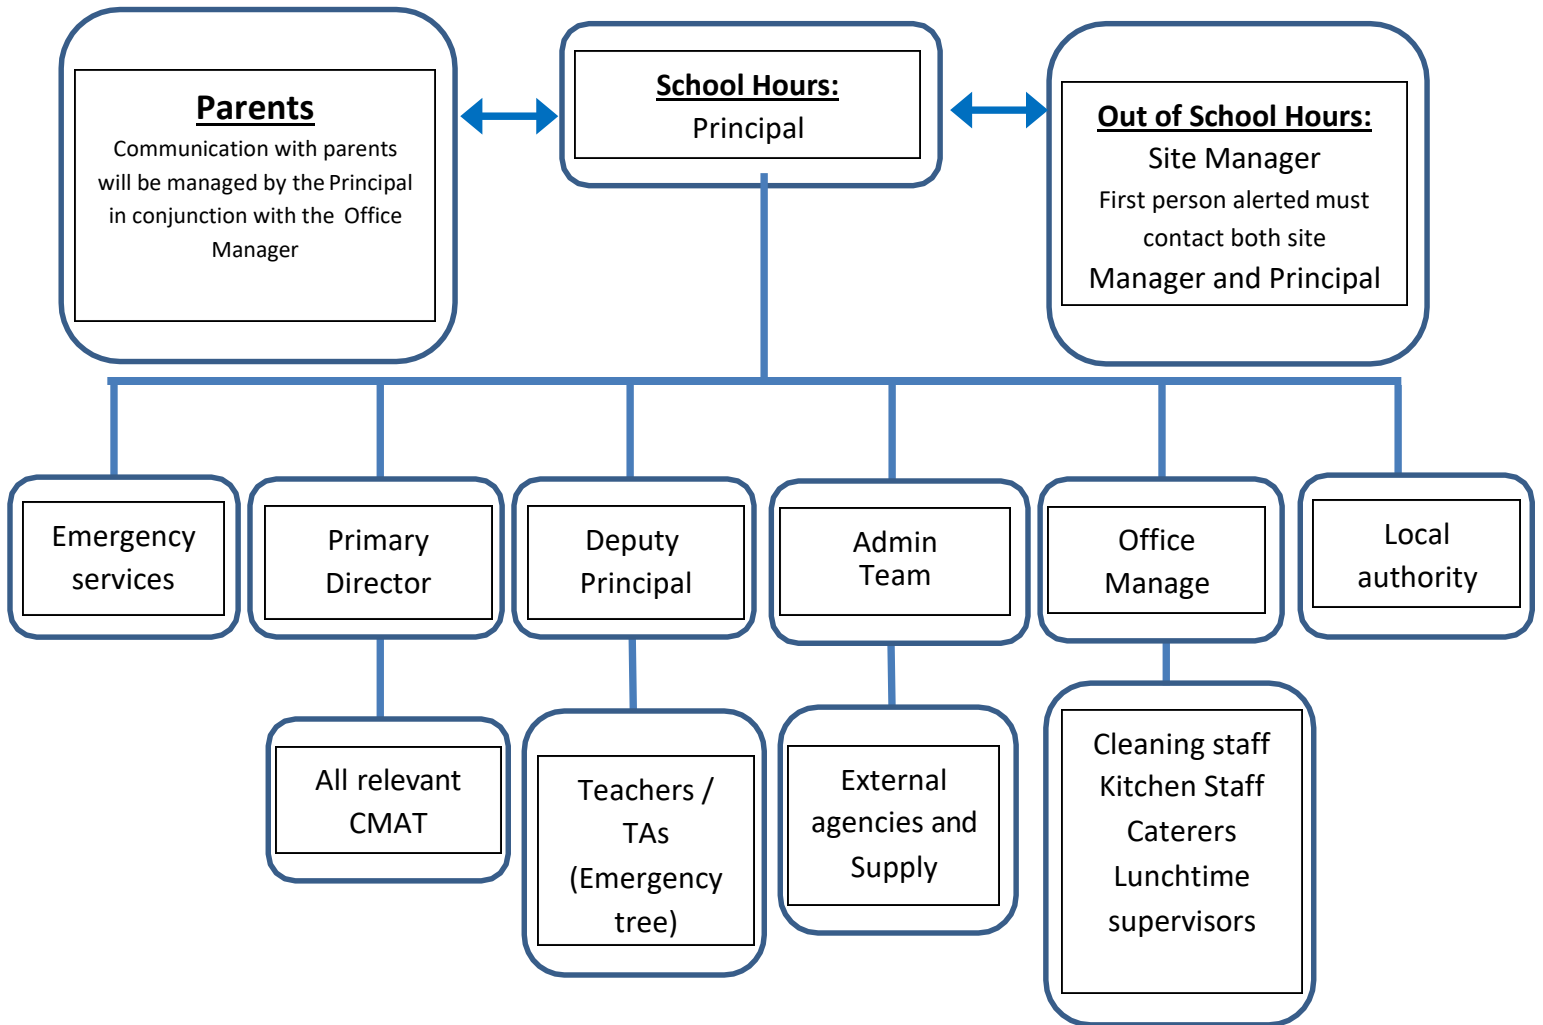 Parents
Communication with parents
will be managed by the Principal
in conjunction with the Office
Manager
School Hours:
Principal
Out of School Hours:
Site Manager
First person alerted must
contact both site
Manager and Principal
Emergency
services
Primary
Director
Deputy
Principal
Admin
Team
Office
Manage
Local
authority
All relevant
CMAT
Teachers /
TAs
(Emergency
tree)
External
agencies and
Supply
Cleaning staff
Kitchen Staff
Caterers
Lunchtime
supervisors